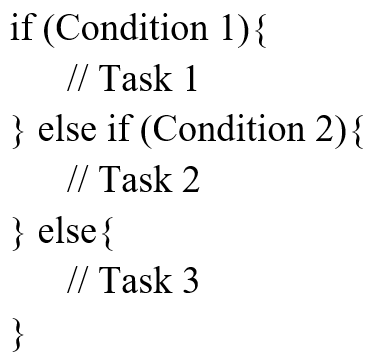 if (Condition 1){
// Task 1
} else if (Condition 2){
// Task 2
} else{
// Task 3
}